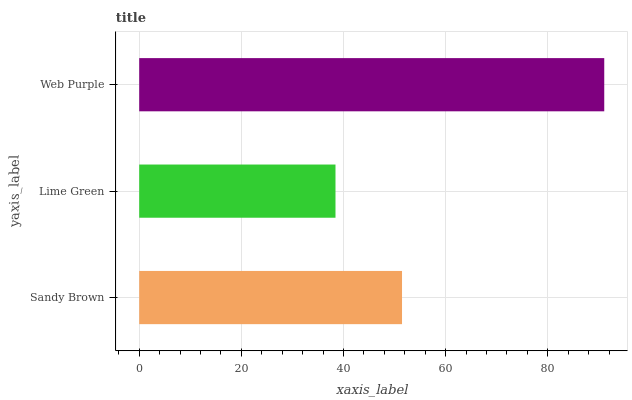 title
Web Purple
Lime Green
Sandy Brown
yaxis_label
0 20 40 60 80
xaxis_label